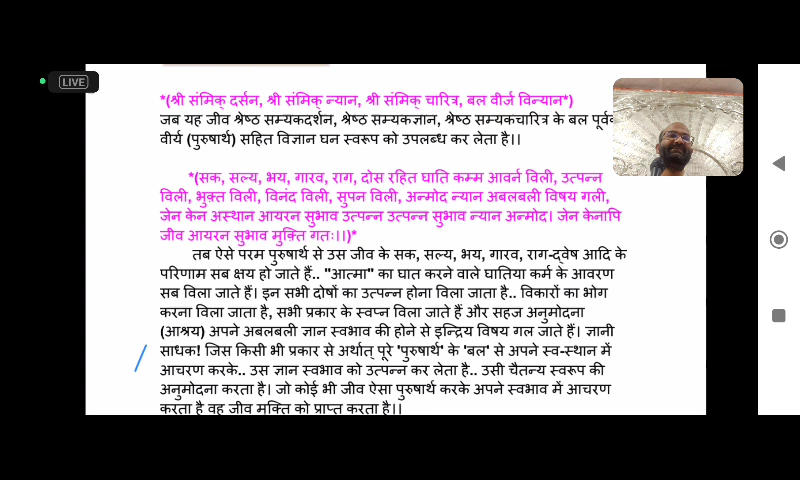 LIVE
*(श्री संमिक् दर्सन, श्री संमिक् न्यान, श्री संमिक् चारित्र, बल वीर्ज विन्यान*)
जब यह जीव श्रेष्ठ सम्यकदर्शन, श्रेष्ठ सम्यकज्ञान, श्रेष्ठ सम्यकचारित्र के बल
वीर्य (पुरुषार्थ) सहित विज्ञान घन स्वरूप को उपलब्ध कर लेता है।।
*(सक, सल्य, भय, गारव, राग, दोस रहित घाति कम्म आवर्न विली, उत्पन्न
विली, भुक्त विली, विनंद विली, सुपन विली, अन्मोद न्यान अबलबली विषय गली,
जेन केन अस्थान आयरन सुभाव उत्पन्न उत्पन्न सुभाव न्यान अन्मोद। जेन केनापि
जीव आयरन सुभाव मुक्ति गतः।।)*
तब ऐसे परम पुरुषार्थ से उस जीव के सक, सल्य, भय, गारव, राग-द्वेष आदि के
परिणाम सब क्षय हो जाते हैं.. "आत्मा" का घात करने वाले घातिया कर्म के आवरण
सब विला जाते हैं। इन सभी दोषों का उत्पन्न होना विला जाता है.. विकारों का भोग
करना विला जाता है, सभी प्रकार के स्वप्न विला जाते हैं और सहज अनुमोदना
(आश्रय) अपने अबलबली ज्ञान स्वभाव की होने से इन्द्रिय विषय गल जाते हैं। ज्ञानी
साधक! जिस किसी भी प्रकार से अर्थात् पूरे 'पुरुषार्थ' के 'बल' से अपने स्व-स्थान में
आचरण करके.. उस ज्ञान स्वभाव को उत्पन्न कर लेता है.. उसी चैतन्य स्वरूप की
अनुमोदना करता है। जो कोई भी जीव ऐसा पुरुषार्थ करके अपने स्वभाव में आचरण
करता है वह जीव मुक्ति को प्राप्त करता है।।